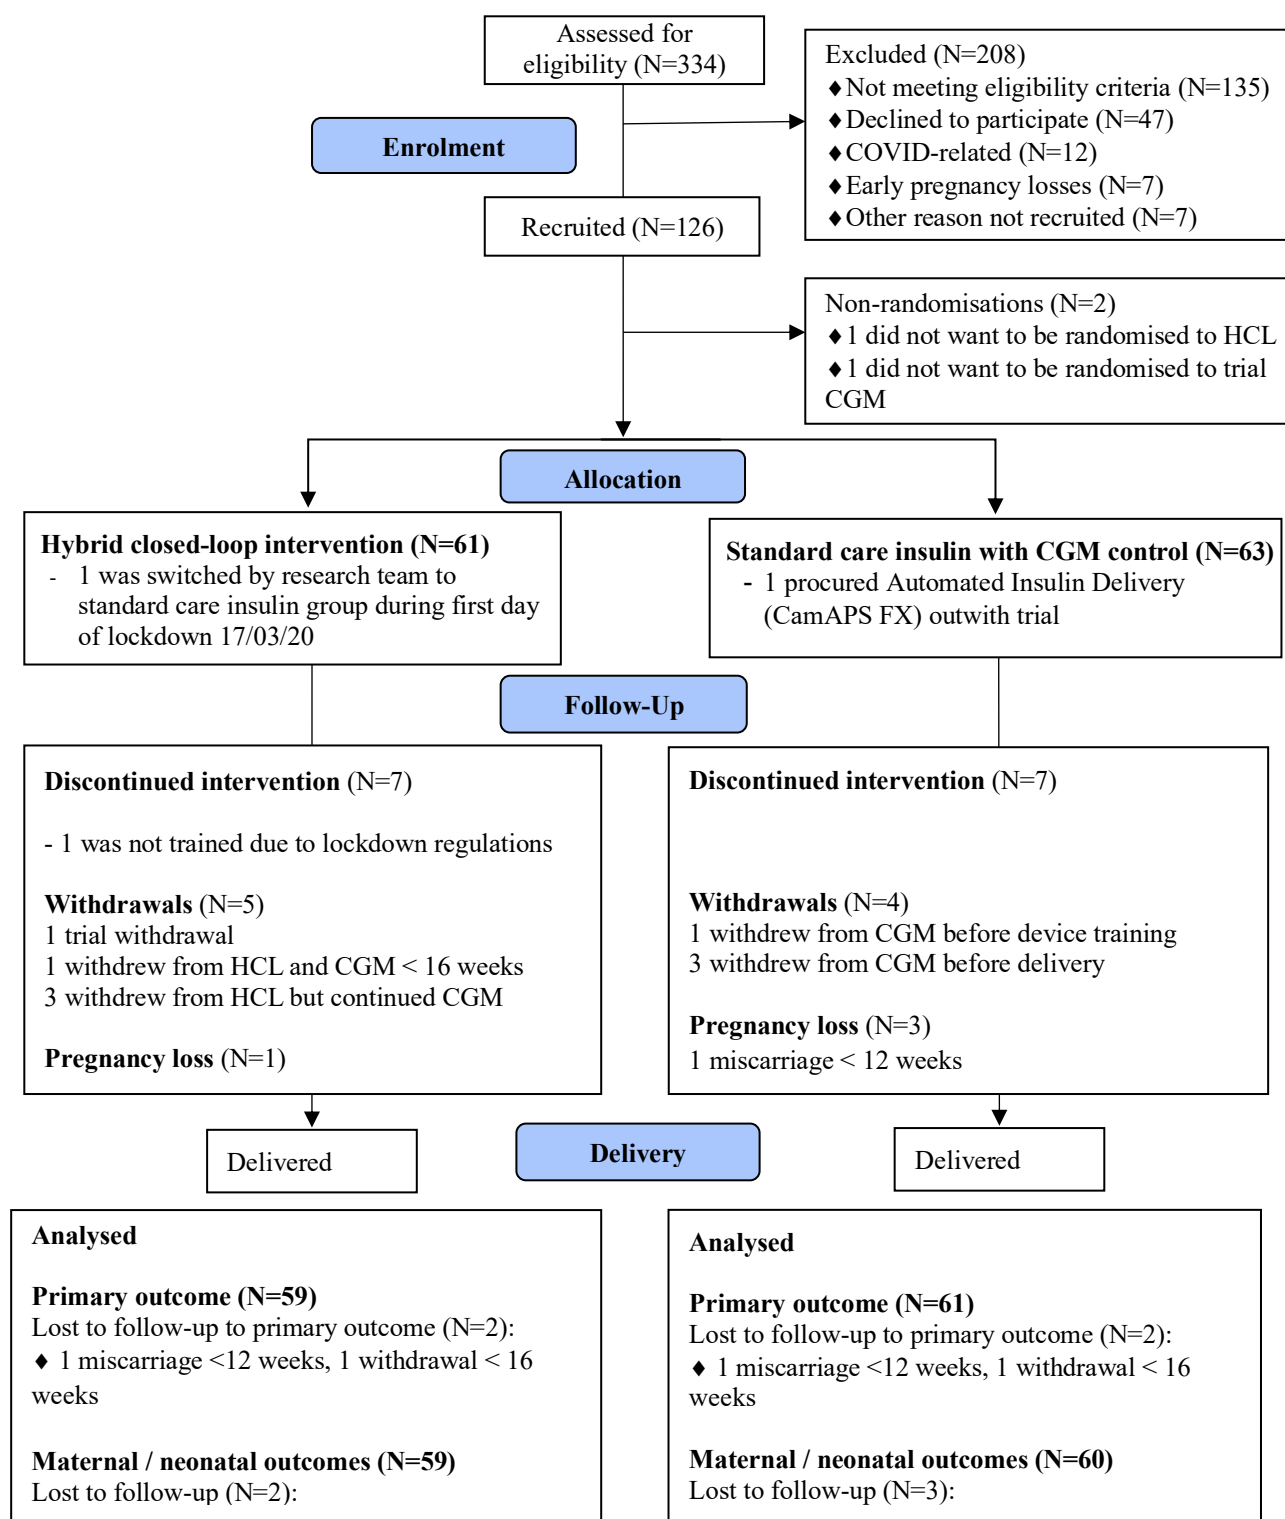 Assessed for
eligibility (N=334)
Excluded (N=208)
♦Not meeting eligibility criteria (N=135)
♦Declined to participate (N=47)
♦COVID-related (N=12)
♦Early pregnancy losses (N=7)
♦Other reason not recruited (N=7)
Enrolment
Recruited (N=126)
Non-randomisations (N=2)
♦1 did not want to be randomised to HCL
♦1 did not want to be randomised to trial
CGM
Allocation
Hybrid closed-loop intervention (N=61)
- 1 was switched by research team to
standard care insulin group during first day
of lockdown 17/03/20
Standard care insulin with CGM control (N=63)
- 1 procured Automated Insulin Delivery
(CamAPS FX) outwith trial
Follow-Up
Discontinued intervention (N=7)
- 1 was not trained due to lockdown regulations
Withdrawals (N=5)
1 trial withdrawal
1 withdrew from HCL and CGM < 16 weeks
3 withdrew from HCL but continued CGM
Pregnancy loss (N=1)
Discontinued intervention (N=7)
Withdrawals (N=4)
1 withdrew from CGM before device training
3 withdrew from CGM before delivery
Pregnancy loss (N=3)
1 miscarriage < 12 weeks
Delivery
Delivered
Delivered
Analysed
Primary outcome (N=59)
Lost to follow-up to primary outcome (N=2):
♦ 1 miscarriage <12 weeks, 1 withdrawal < 16
weeks
Maternal / neonatal outcomes (N=59)
Lost to follow-up (N=2):
Analysed
Primary outcome (N=61)
Lost to follow-up to primary outcome (N=2):
♦ 1 miscarriage <12 weeks, 1 withdrawal < 16
weeks
Maternal / neonatal outcomes (N=60)
Lost to follow-up (N=3):